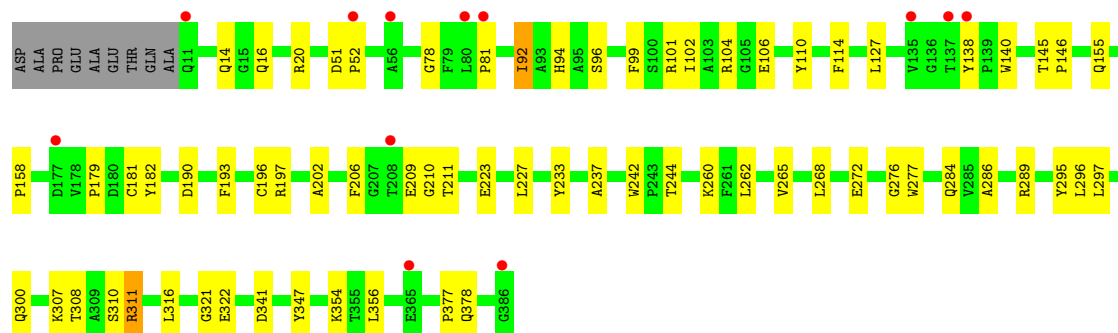 ASP ALA PRO GLU ALA ALA GLU THR GLN ALA Q11 Q14 G15 Q16 R20 D51 P52 A56 G78 F79 L80 P81 I92 A93 H94 A95 S96 F99 S100 R101 I102 A103 R104 G105 E106 Y110 F114 L127 V135 G136 T137 Y138 P139 W140 T145 P146 Q155
P158 D177 V178 P179 D180 C181 Y182 D190 F193 C196 R197 A202 F206 G207 T208 E209 G210 T211 E223 L227 Y233 A237 W242 P243 T244 K260 F261 L262 V265 L268 E272 G276 W277 Q284 V285 A286 R289 Y295 L296 L297
Q300 K307 T308 A309 S310 R311 L316 G321 E322 D341 Y347 K354 T355 L356 E365 P377 Q378 G386